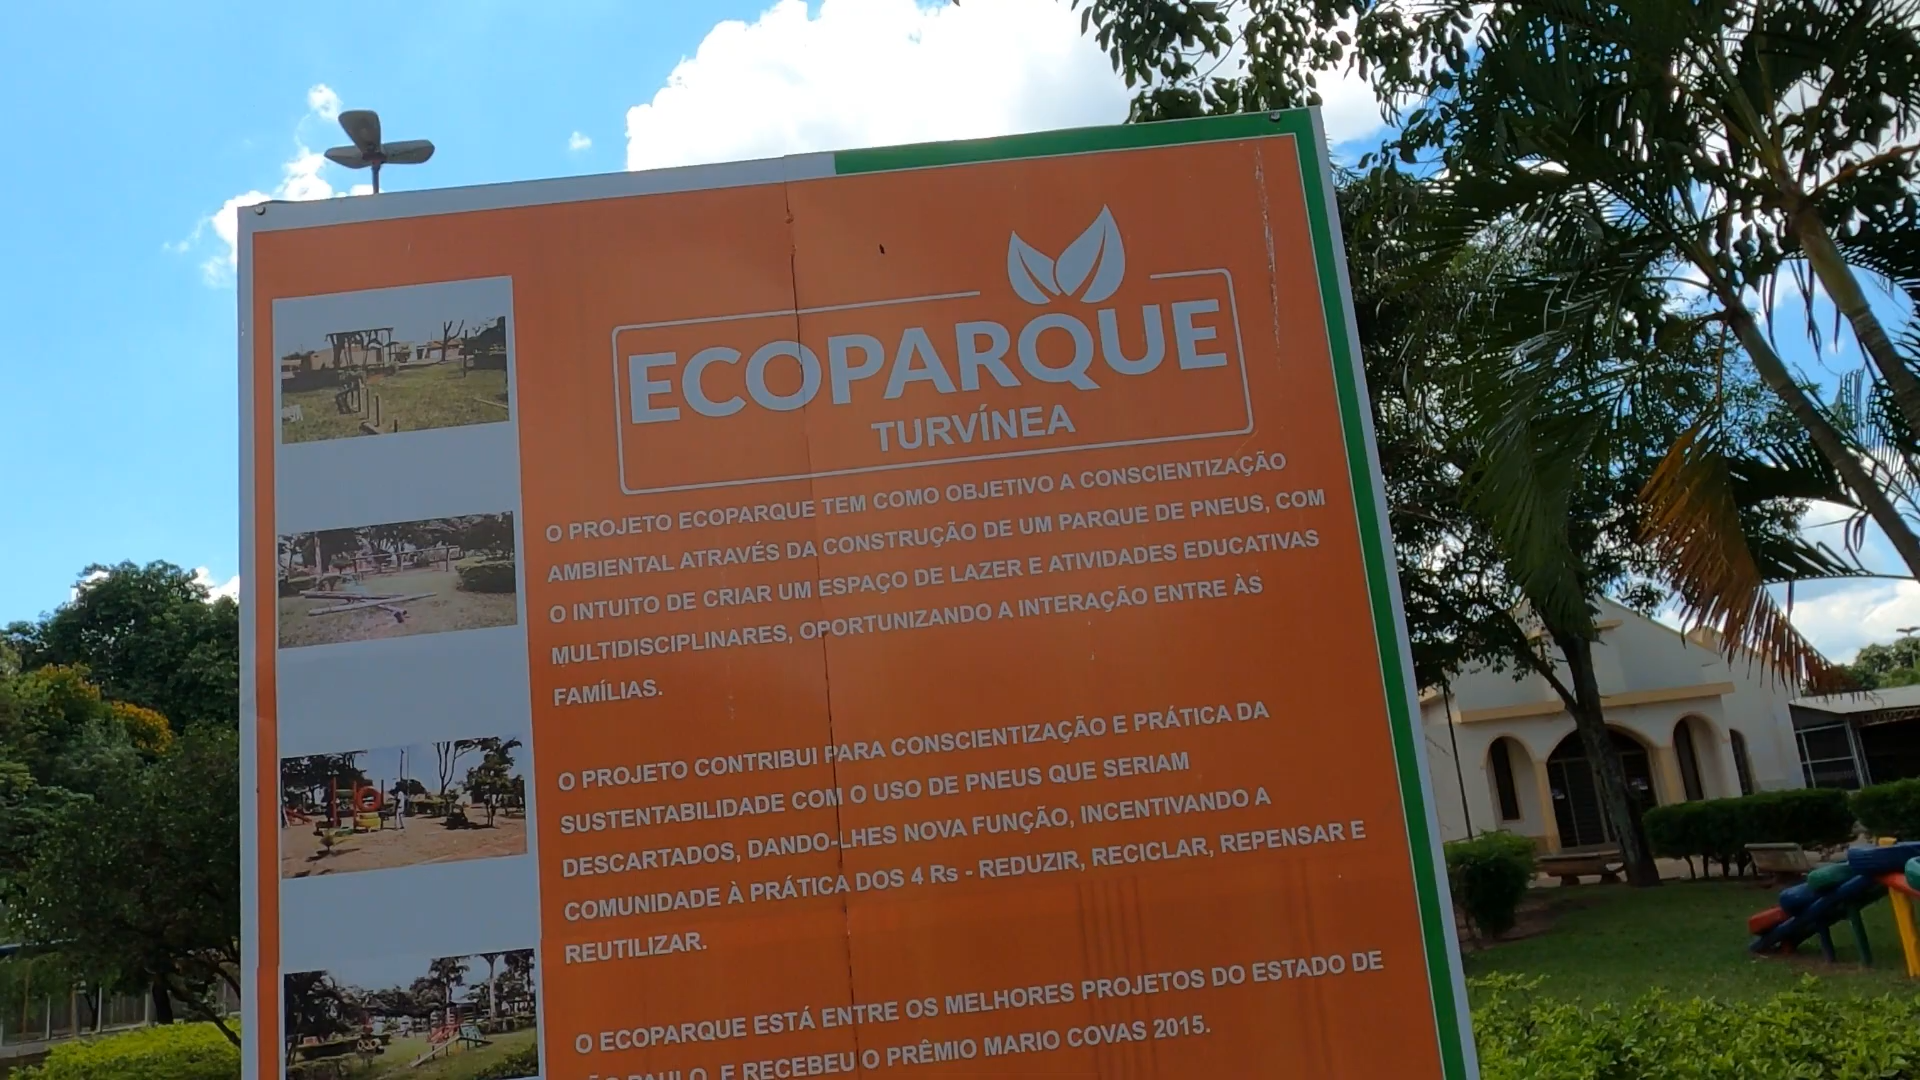 ECOPARQUE
TURVÍNEA
O PROJETO ECOPARQUE TEM COMO OBJETIVO A CONSCIENTIZAÇÃO
AMBIENTAL ATRAVÉS DA CONSTRUÇÃO DE UM PARQUE DE PNEUS, COM
O INTUITO DE CRIAR UM ESPAÇO DE LAZER E ATIVIDADES EDUCATIVAS
MULTIDISCIPLINARES, OPORTUNIZANDO A INTERAÇÃO ENTRE ÀS
FAMÍLIAS.
O PROJETO CONTRIBUI PARA CONSCIENTIZAÇÃO E PRÁTICA DA
SUSTENTABILIDADE COM O USO DE PNEUS QUE SERIAM
DESCARTADOS, DANDO-LHES NOVA FUNÇÃO, INCENTIVANDO A
COMUNIDADE À PRÁTICA DOS 4 Rs - REDUZIR, RECICLAR, REPENSAR E
REUTILIZAR.
O ECOPARQUE ESTÁ ENTRE OS MELHORES PROJETOS DO ESTADO DE
SÃO PAULO, E RECEBEU O PRÊMIO MARIO COVAS 2015.